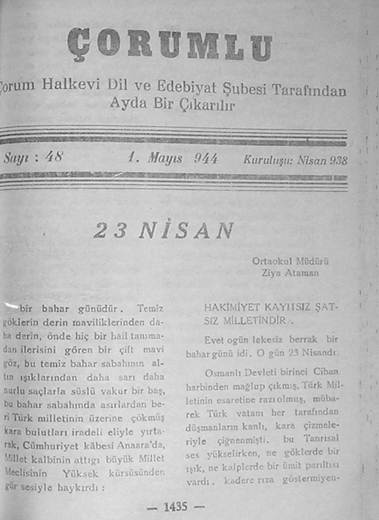 ÇORUMLU
Çorum Halkevi Dil ve Edebiyat Şubesi Tarafından
Ayda Bir Çıkarılır
Sayı : 48 1. Mayıs 944 Kuruluşu: Nisan 938
23 NİSAN
Ortaokul Müdürü
Ziya Ataman
bir bahar günüdür. Temiz
göklerin derin maviliklerinden da-
ha derin, önde hiç bir hail tanıma-
dan ilerisini gören bir çift mavi
göz, bu temiz bahar sabahının al-
tın ışıklarından daha sarı daha
nurlu saçlarla süslü vakur bir baş,
bu bahar sabahında asırlardan be-
ri Türk milletinin üzerine çökmüş
kara bulutları iradeli eliyle yırta-
rak, Cümhuriyet kâbesi Anaara'da,
Millet kalbinin attığı büyük Millet
Meclisinin Yüksek kürsüsünden
gür sesiyle haykırdı :
HAKİMİYET KAYITSIZ ŞAT-
SIZ MİLLETİNDİR .
Evet ogün lekesiz berrak bir
bahar günü idi. O gün 23 Nisandı.
Osmanlı Devleti birinci Cihan
harbinden mağlup çıkmış, Türk Mil-
letinin esaretine razı olmuş, müba-
rek Türk vatanı her tarafından
düşmanların kanlı, kara çizmele-
riyle çiğnenmişti. bu Tanrısal
ses yükselirken, ne göklerde bir
ışık, ne kalplerde bir ümit parıltısı
vardı. kadere rıza göstermiyen-
— 1435 —